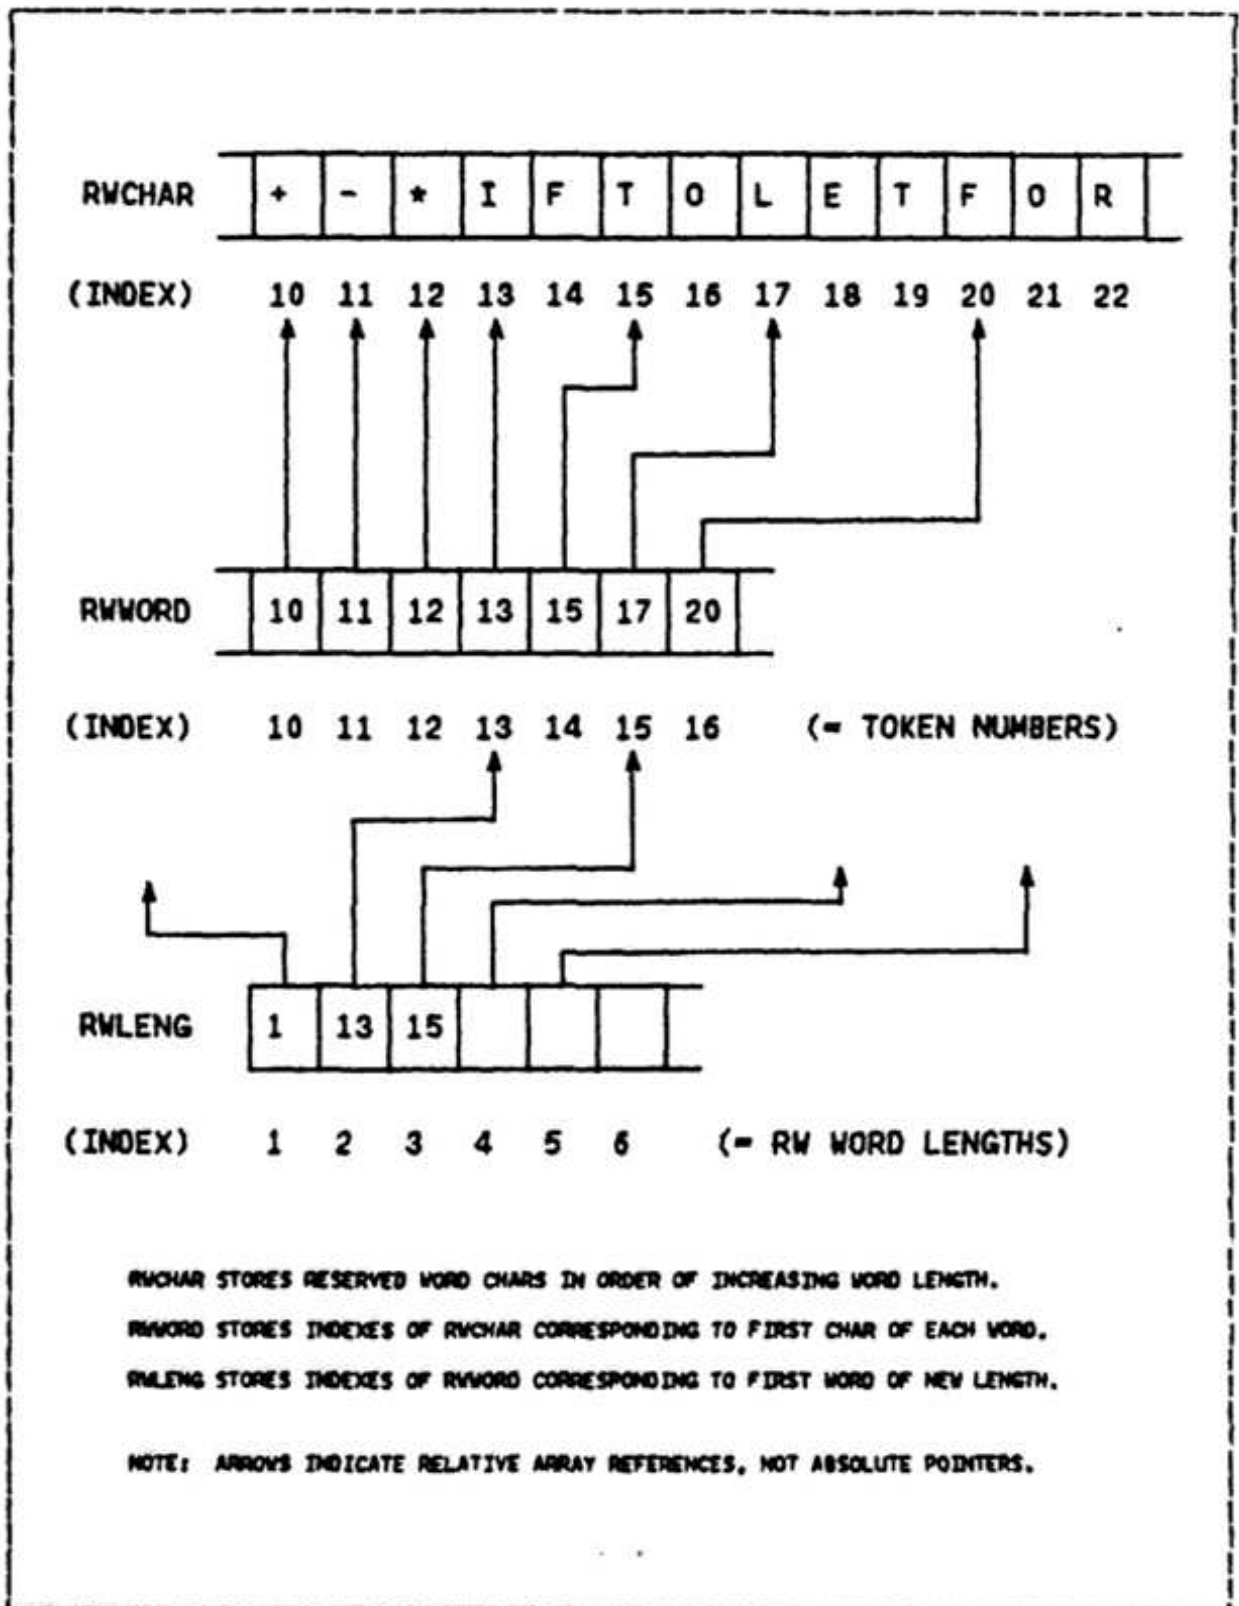 RWCHAR + - * I F T O L E T F O R
(INDEX) 10 11 12 13 14 15 16 17 18 19 20 21 22
RWWORD 10 11 12 13 15 17 20
(INDEX) 10 11 12 13 14 15 16 (= TOKEN NUMBERS)
RWLENG 1 13 15
(INDEX) 1 2 3 4 5 6 (= RW WORD LENGTHS)
RWCHAR STORES RESERVED WORD CHARS IN ORDER OF INCREASING WORD LENGTH.
RWWORD STORES INDEXES OF RWCHAR CORRESPONDING TO FIRST CHAR OF EACH WORD.
RWLENG STORES INDEXES OF RWWORD CORRESPONDING TO FIRST WORD OF NEW LENGTH.
NOTE: ARROWS INDICATE RELATIVE ARRAY REFERENCES, NOT ABSOLUTE POINTERS.